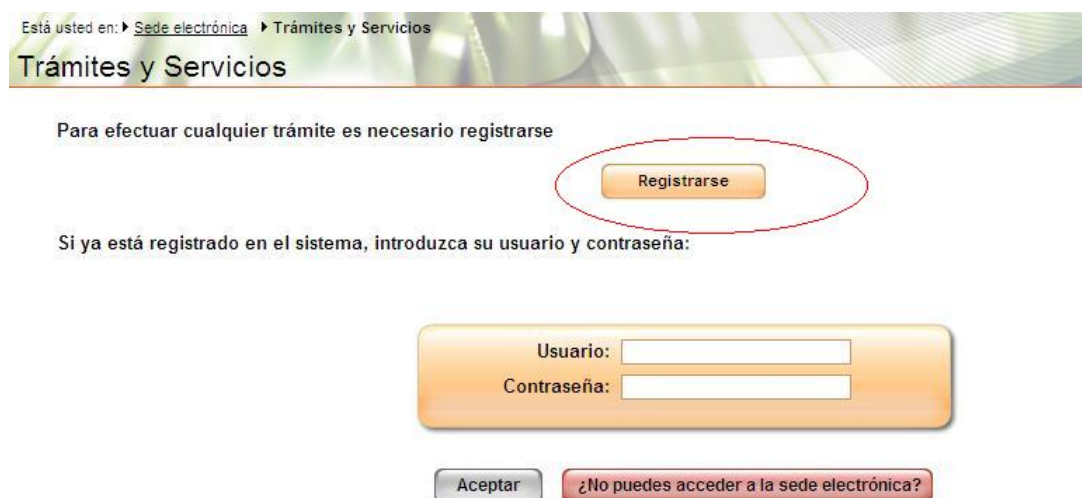 Está usted en: Sede electrónica Trámites y Servicios
Trámites y Servicios
Para efectuar cualquier trámite es necesario registrarse
Registrarse
Si ya está registrado en el sistema, introduzca su usuario y contraseña:
Usuario:
Contraseña:
Aceptar ¿No puedes acceder a la sede electrónica?